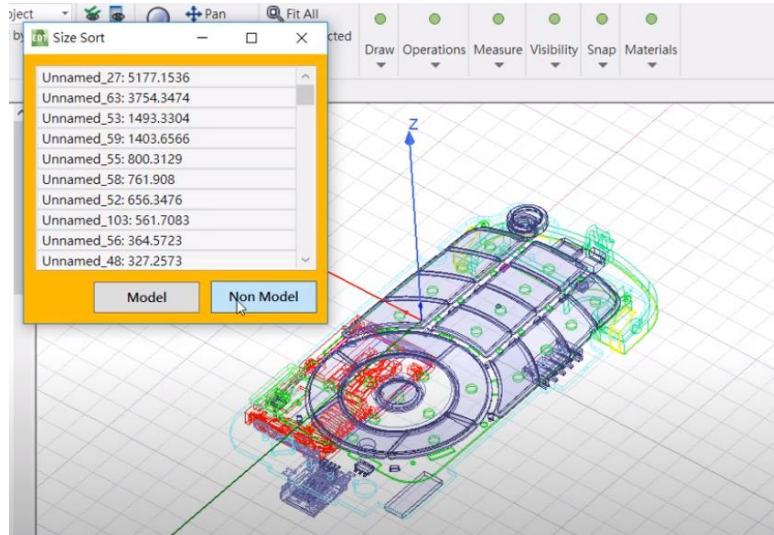 oject
Pan
Fit All
by
cted
Draw Operations Measure Visibility Snap Materials
EDT Size Sort
Unnamed_27: 5177.1536
Unnamed_63: 3754.3474
Unnamed_53: 1493.3304
Unnamed_59: 1403.6566
Unnamed_55: 800.3129
Unnamed_58: 761.908
Unnamed_52: 656.3476
Unnamed_103: 561.7083
Unnamed_56: 364.5723
Unnamed_48: 327.2573
Model Non Model
Z